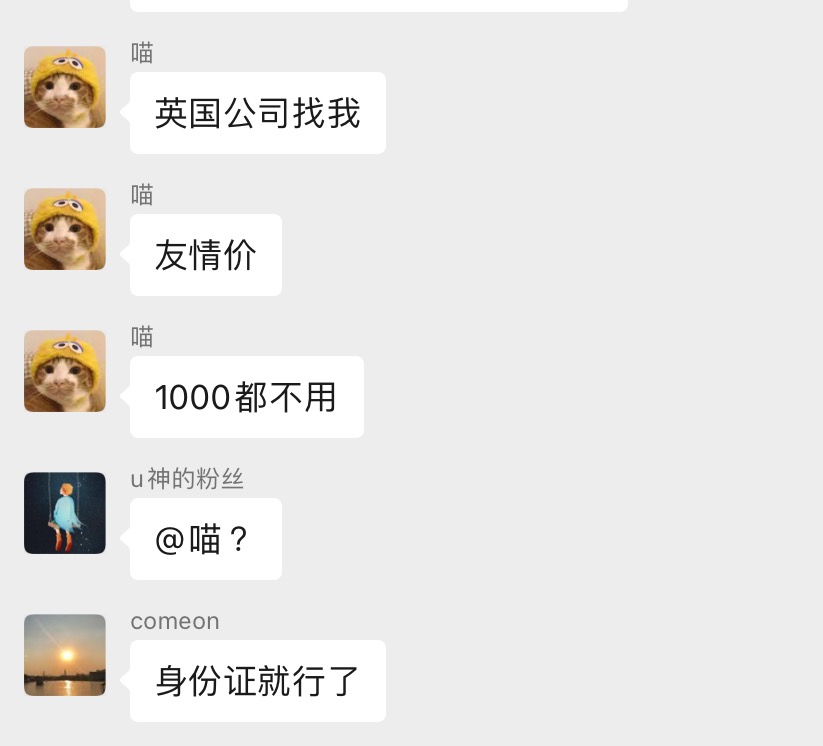 喵
英国公司找我
喵
友情价
喵
1000都不用
u神的粉丝
@喵？
comeon
身份证就行了